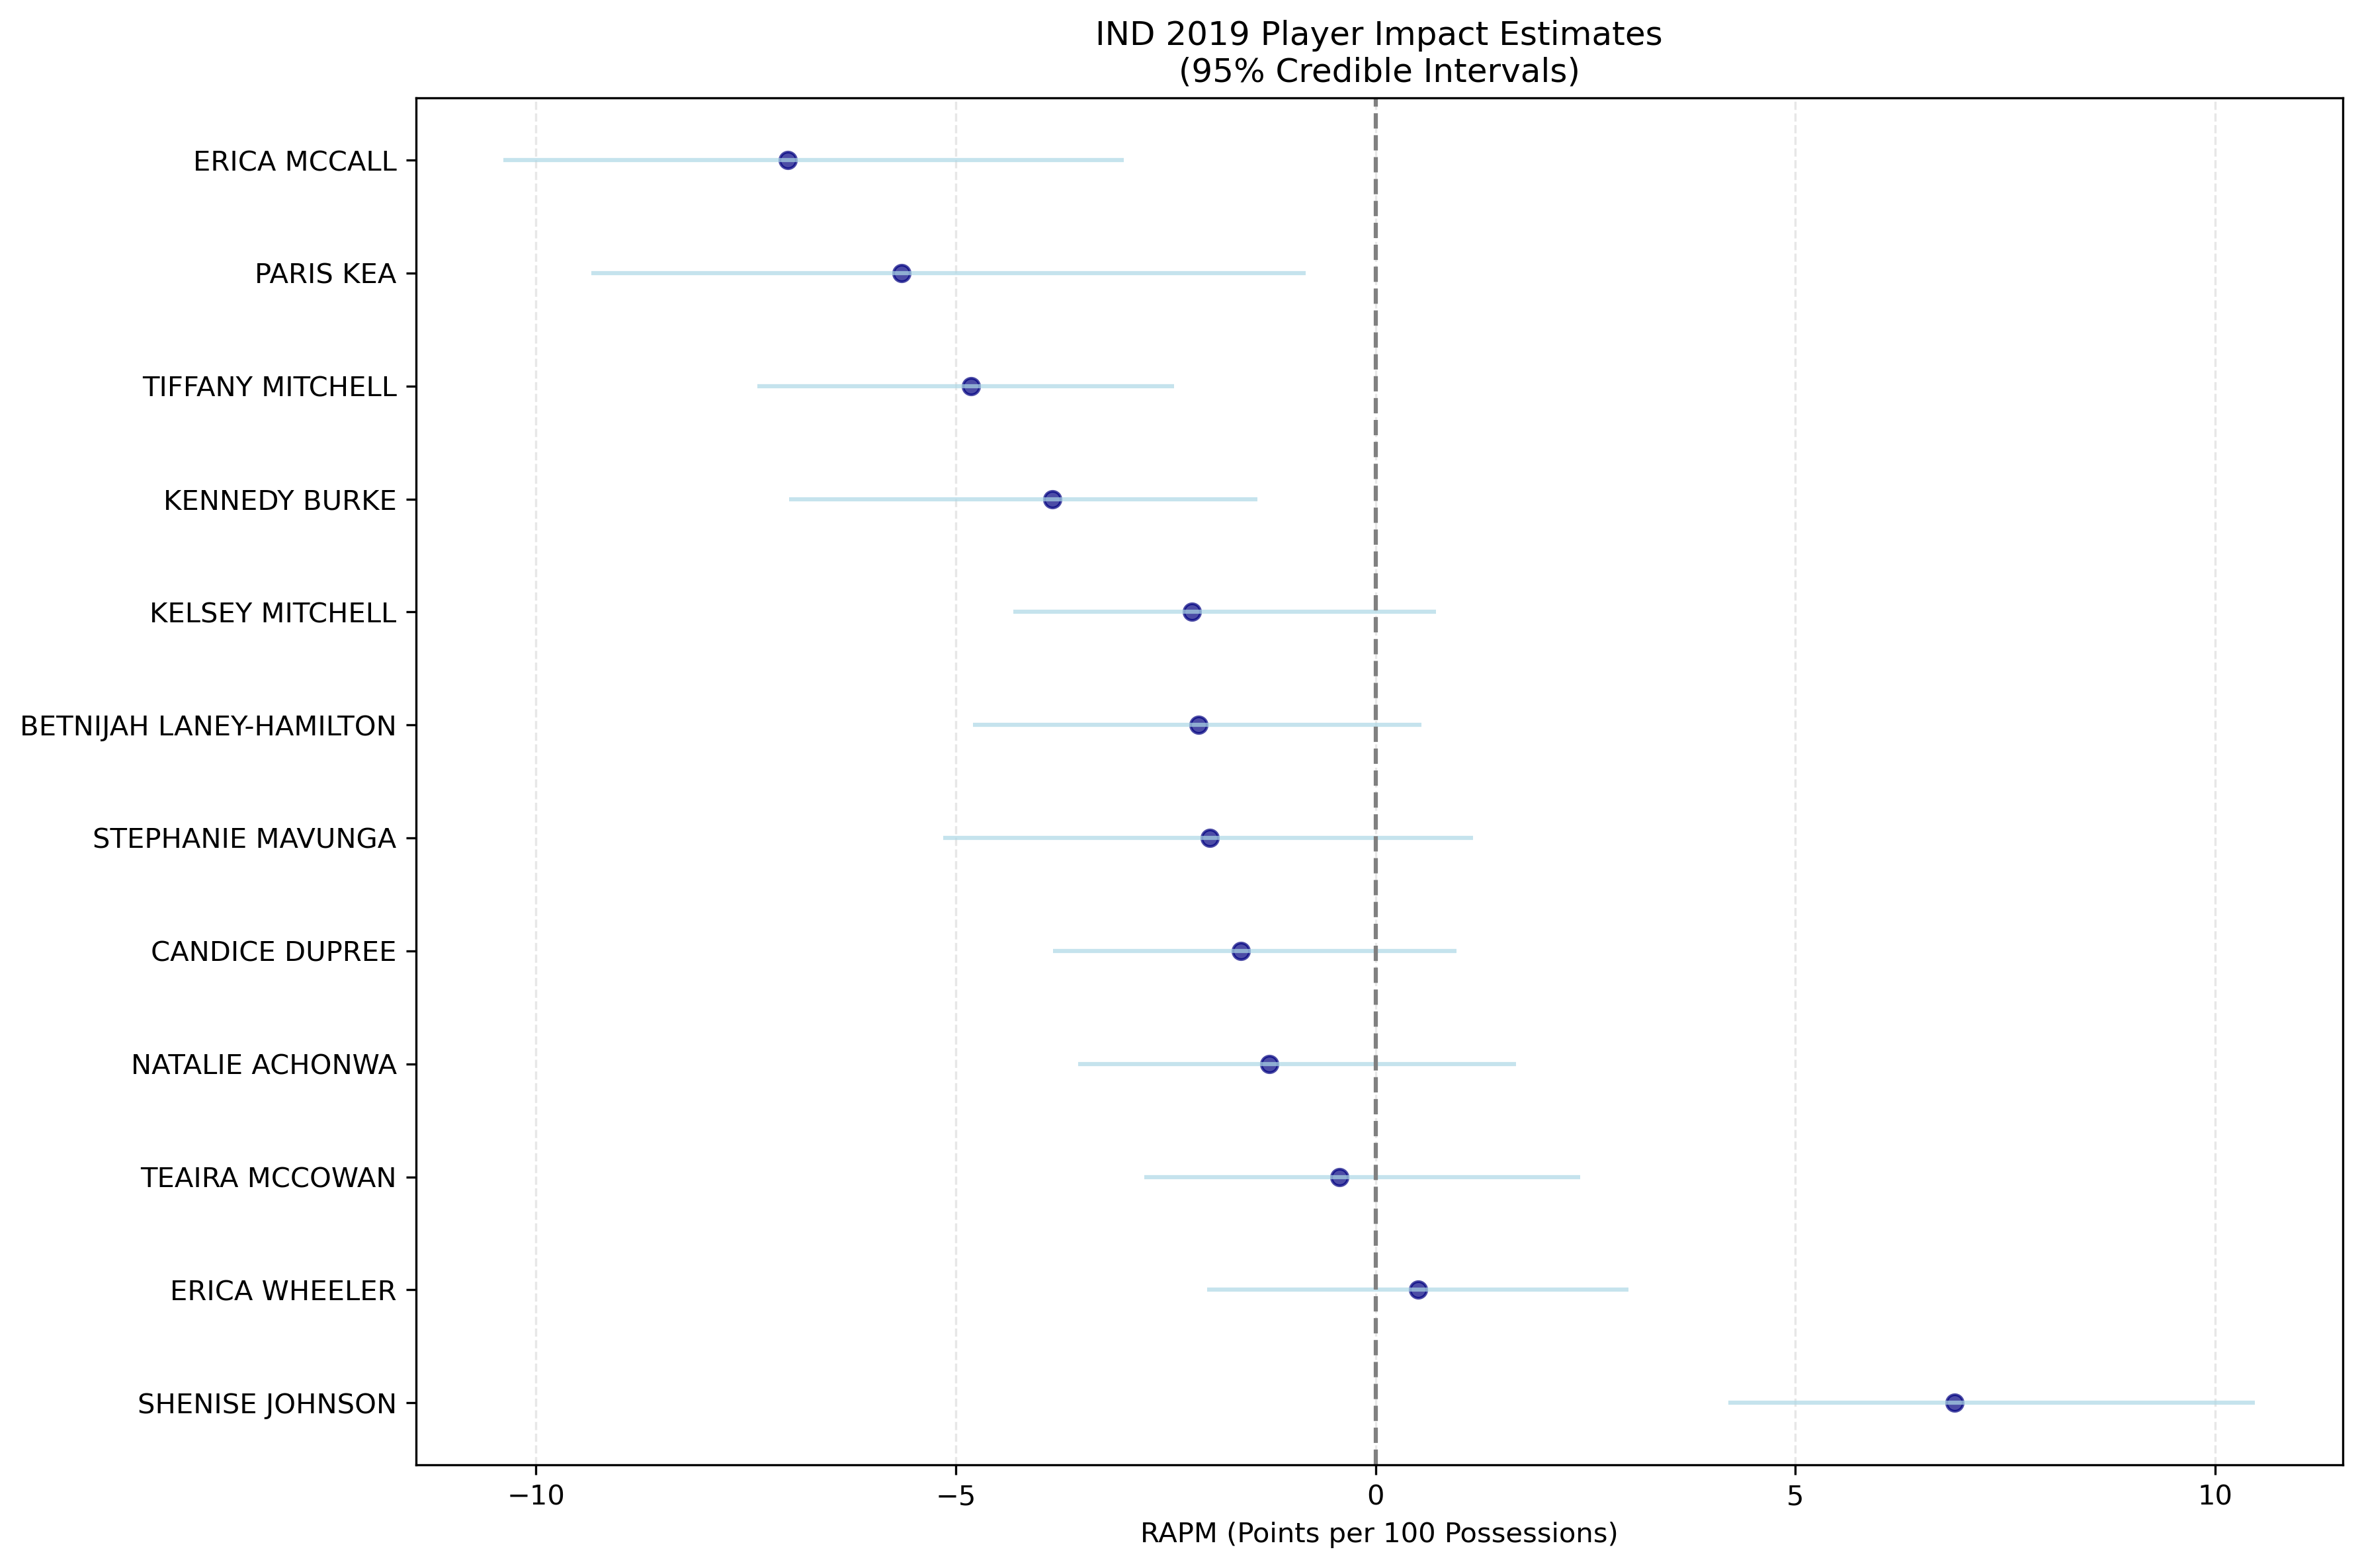 IND 2019 Player Impact Estimates
(95% Credible Intervals)
ERICA MCCALL
PARIS KEA
TIFFANY MITCHELL
KENNEDY BURKE
KELSEY MITCHELL
BETNIJAH LANEY-HAMILTON
STEPHANIE MAVUNGA
CANDICE DUPREE
NATALIE ACHONWA
TEAIRA MCCOWAN
ERICA WHEELER
SHENISE JOHNSON
−10 −5 0 5 10
RAPM (Points per 100 Possessions)